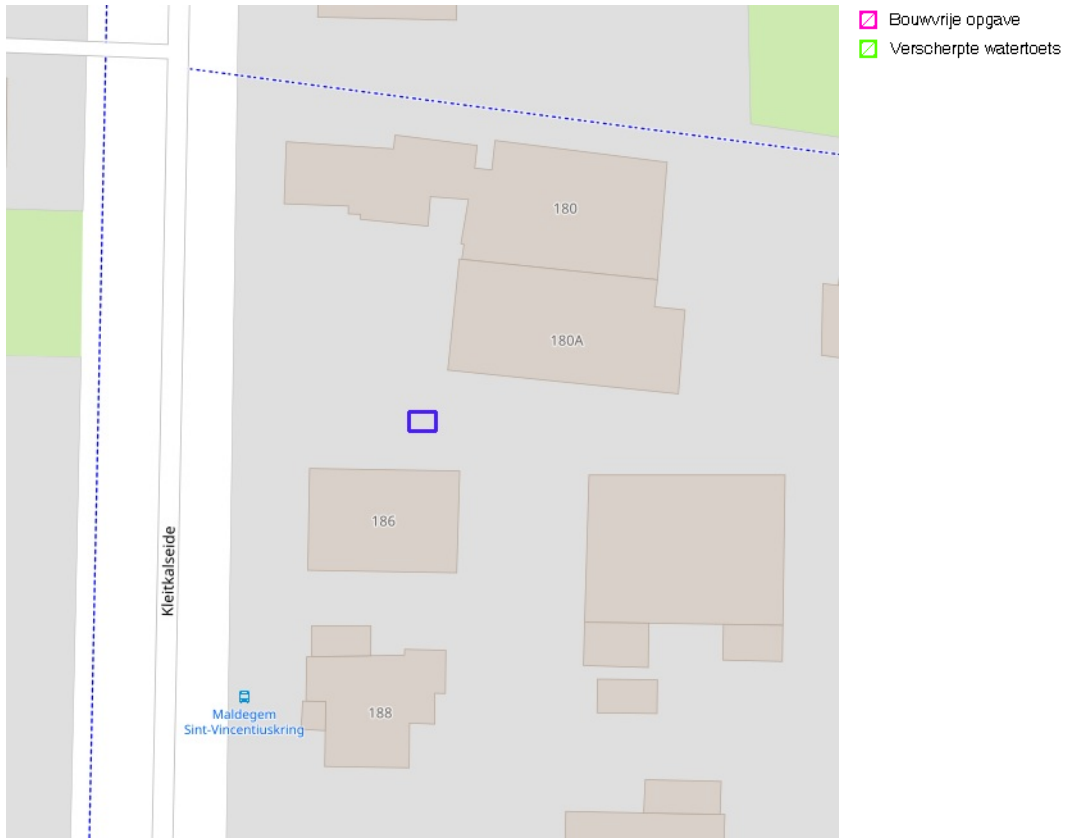 Bouwvrije opgave
Verscherpte watertoets
180
180A
186
Kleitkalseide
188
Maldegem
Sint-Vincentiuskring